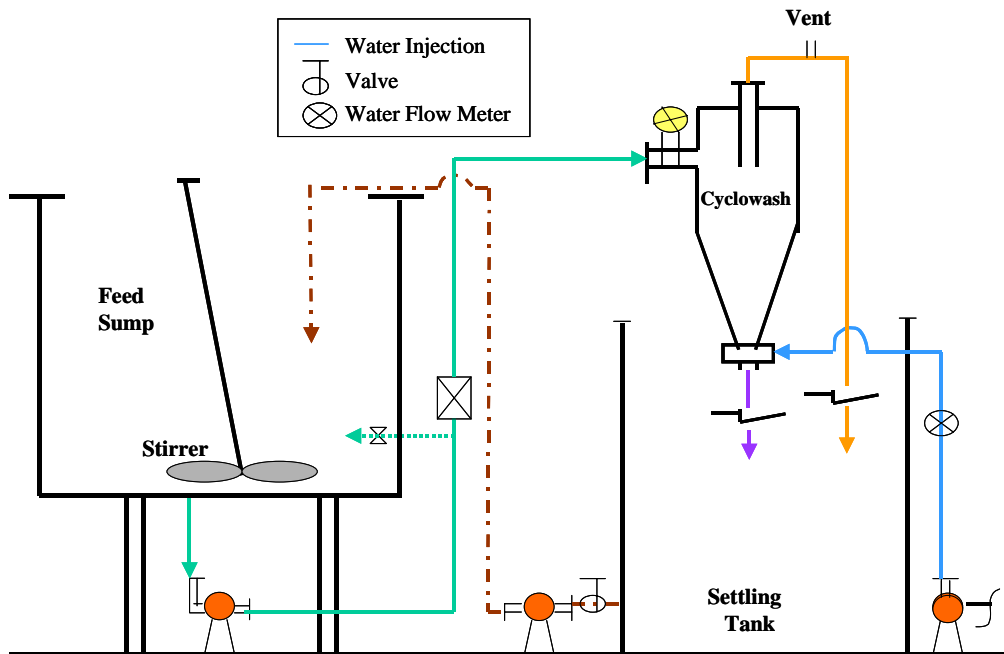 Vent
Water Injection
Valve
Water Flow Meter
Cyclowash
Feed
Sump
Stirrer
Settling
Tank